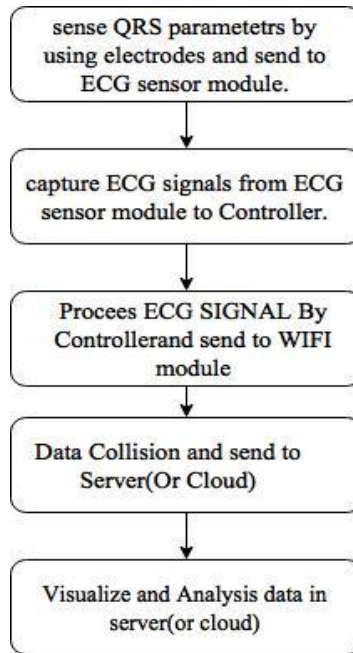 sense QRS parametetrs by
using electrodes and send to
ECG sensor module.
capture ECG signals from ECG
sensor module to Controller.
Procees ECG SIGNAL By
Controllerand send to WIFI
module
Data Collision and send to
Server(Or Cloud)
Visualize and Analysis data in
server(or cloud)